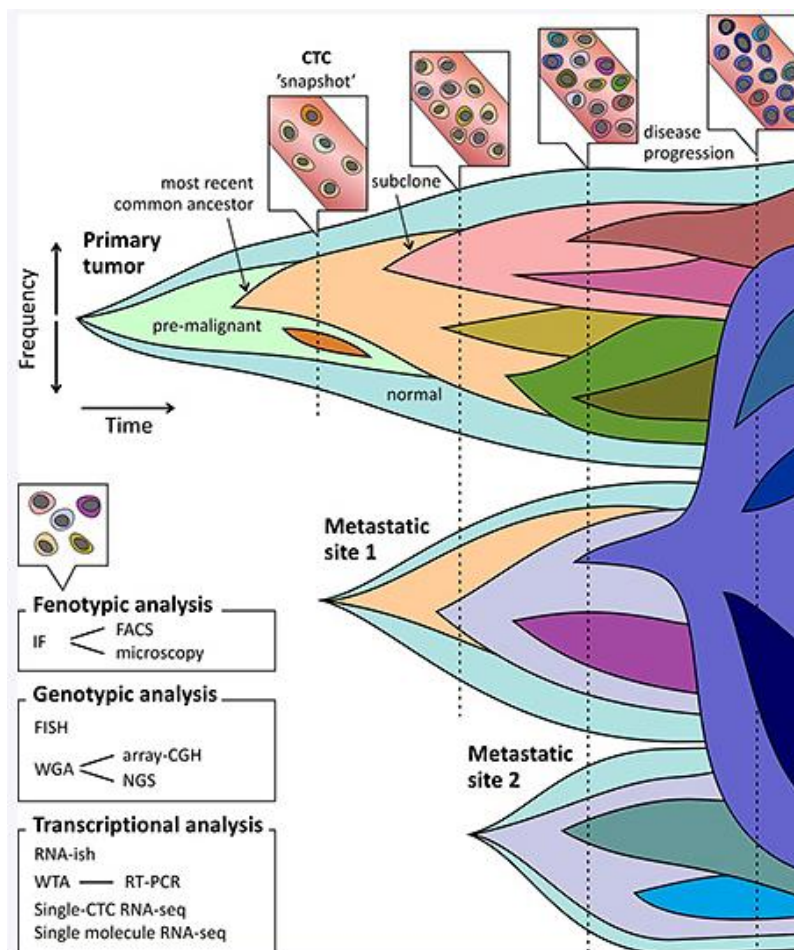 CTC
'snapshot'
disease
progression
most recent
common ancestor
subclone
Primary
tumor
Frequency
pre-malignant
normal
Time
Metastatic
site 1
Fenotypic analysis
IF
FACS
microscopy
Genotypic analysis
FISH
WGA
array-CGH
NGS
Metastatic
site 2
Transcriptional analysis
RNA-ish
WTA RT-PCR
Single-CTC RNA-seq
Single molecule RNA-seq